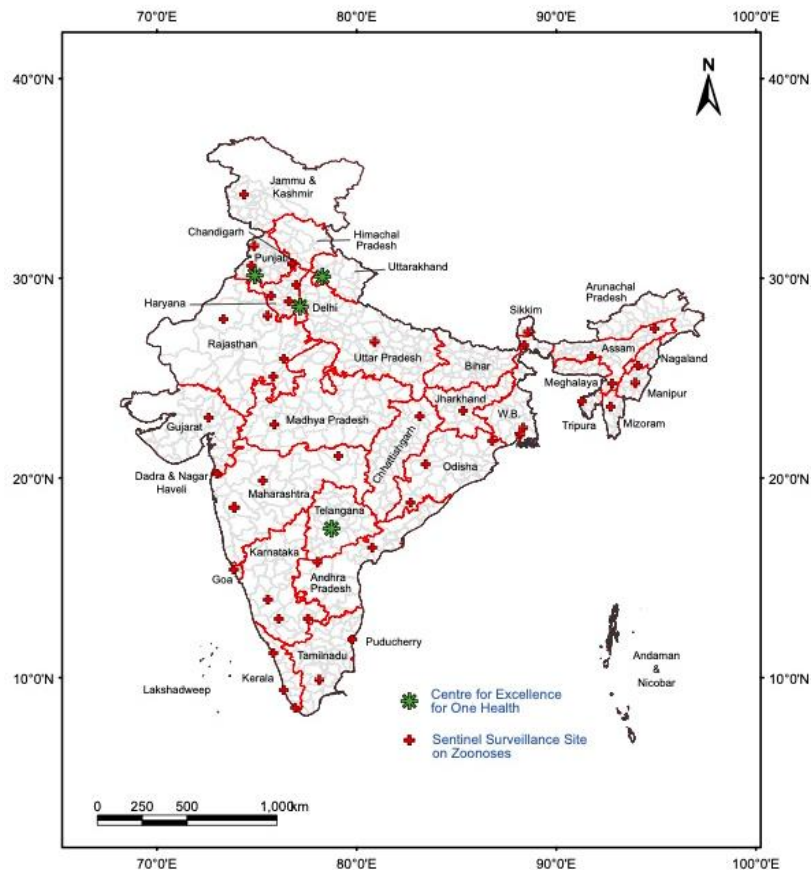 70°0'E 80°0'E 90°0'E 100°0'E
40°0'N 40°0'N
N
Jammu &
Kashmir
Chandigarh
Himachal
Pradesh
Punjab
Uttarakhand
30°0'N 30°0'N
Haryana
Delhi
Arunachal
Pradesh
Sikkim
Rajasthan
Uttar Pradesh
Assam
Nagaland
Bihar
Meghalaya
Manipur
Jharkhand
W.B.
Tripura
Mizoram
Gujarat
Madhya Pradesh
Chhattishgarh
20°0'N 20°0'N
Dadra & Nagar
Haveli
Odisha
Maharashtra
Telangana
Karnataka
Goa
Andhra
Pradesh
Puducherry
Tamilnadu
Andaman
&
Nicobar
Kerala
Lakshadweep
10°0'N 10°0'N
Centre for Excellence
for One Health
Sentinel Surveillance Site
on Zoonoses
0 250 500 1,000 km
70°0'E 80°0'E 90°0'E 100°0'E